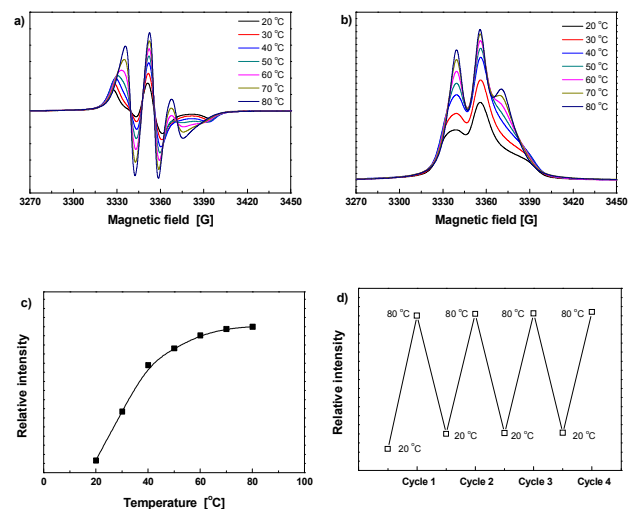 a)
20 °C
30 °C
40 °C
50 °C
60 °C
70 °C
80 °C
3270 3300 3330 3360 3390 3420 3450
Magnetic field [G]
b)
20 °C
30 °C
40 °C
50 °C
60 °C
70 °C
80 °C
3270 3300 3330 3360 3390 3420 3450
Magnetic field [G]
c)
Relative intensity
0 20 40 60 80 100
Temperature [°C]
d)
Relative intensity
80 °C 80 °C 80 °C 80 °C
20 °C 20 °C 20 °C 20 °C
Cycle 1 Cycle 2 Cycle 3 Cycle 4